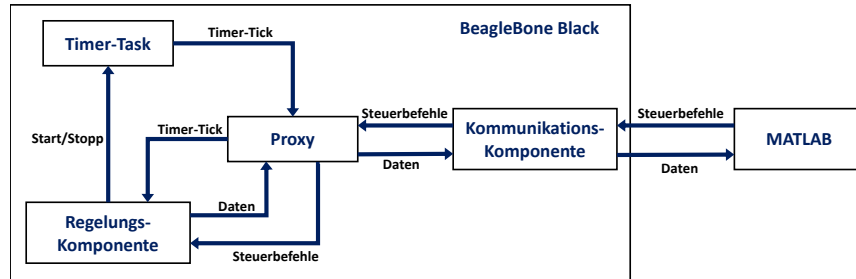 BeagleBone Black
Timer-Task
Timer-Tick
Steuerbefehle
Steuerbefehle
Start/Stopp
Timer-Tick
Proxy
Kommunikations-
Komponente
MATLAB
Daten
Daten
Daten
Regelungs-
Komponente
Steuerbefehle